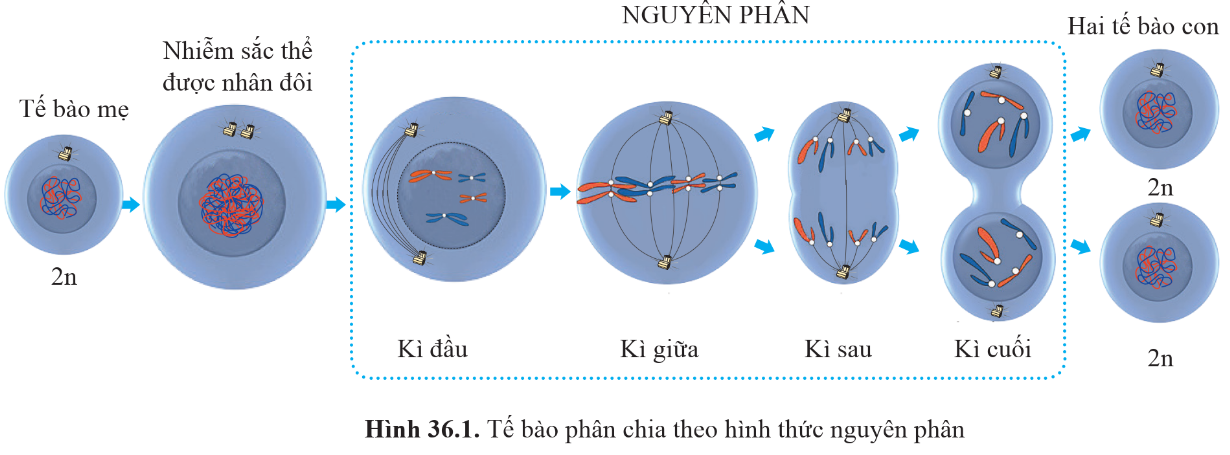 NGUYÊN PHÂN
Hai tế bào con
Nhiễm sắc thể
được nhân đôi
Tế bào mẹ
2n
2n
Kì đầu
Kì giữa
Kì sau
Kì cuối
2n
Hình 36.1. Tế bào phân chia theo hình thức nguyên phân